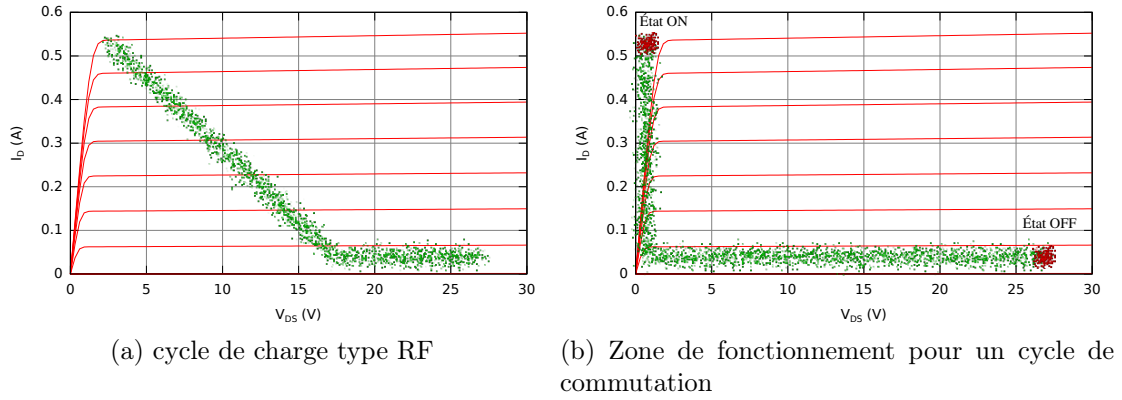 0.6
0.5
0.4
0.3
0.2
0.1
0
I_D (A)
0 5 10 15 20 25 30
V_DS (V)
(a) cycle de charge type RF
État ON
0.6
0.5
0.4
0.3
0.2
0.1
0
I_D (A)
État OFF
0 5 10 15 20 25 30
V_DS (V)
(b) Zone de fonctionnement pour un cycle de
commutation